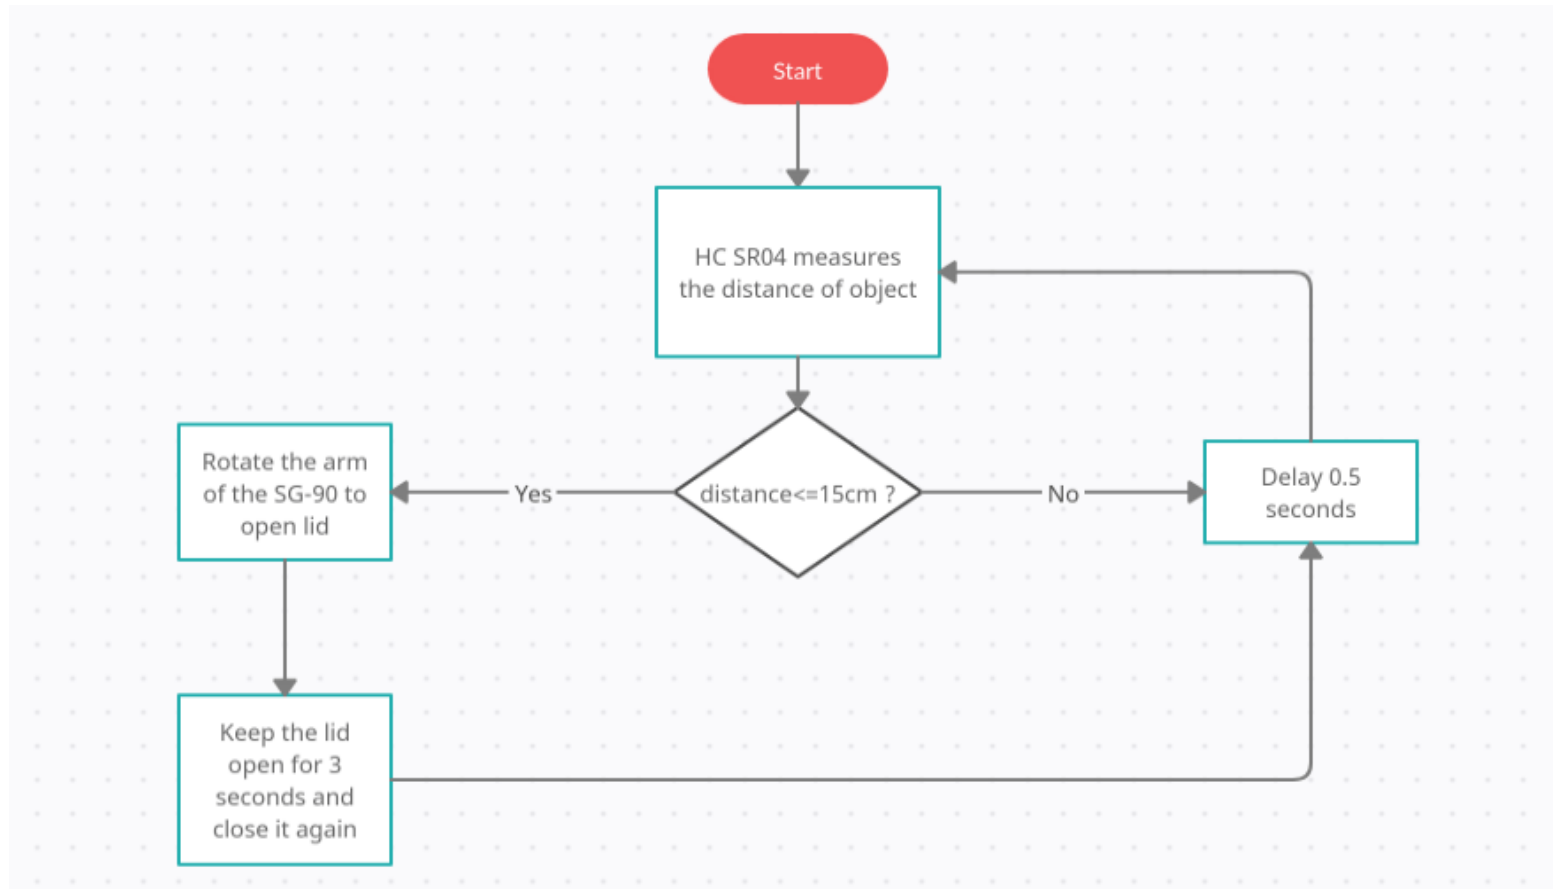 Start
HC SR04 measures
the distance of object
Rotate the arm
of the SG-90 to
open lid
Yes
distance<=15cm ?
No
Delay 0.5
seconds
Keep the lid
open for 3
seconds and
close it again